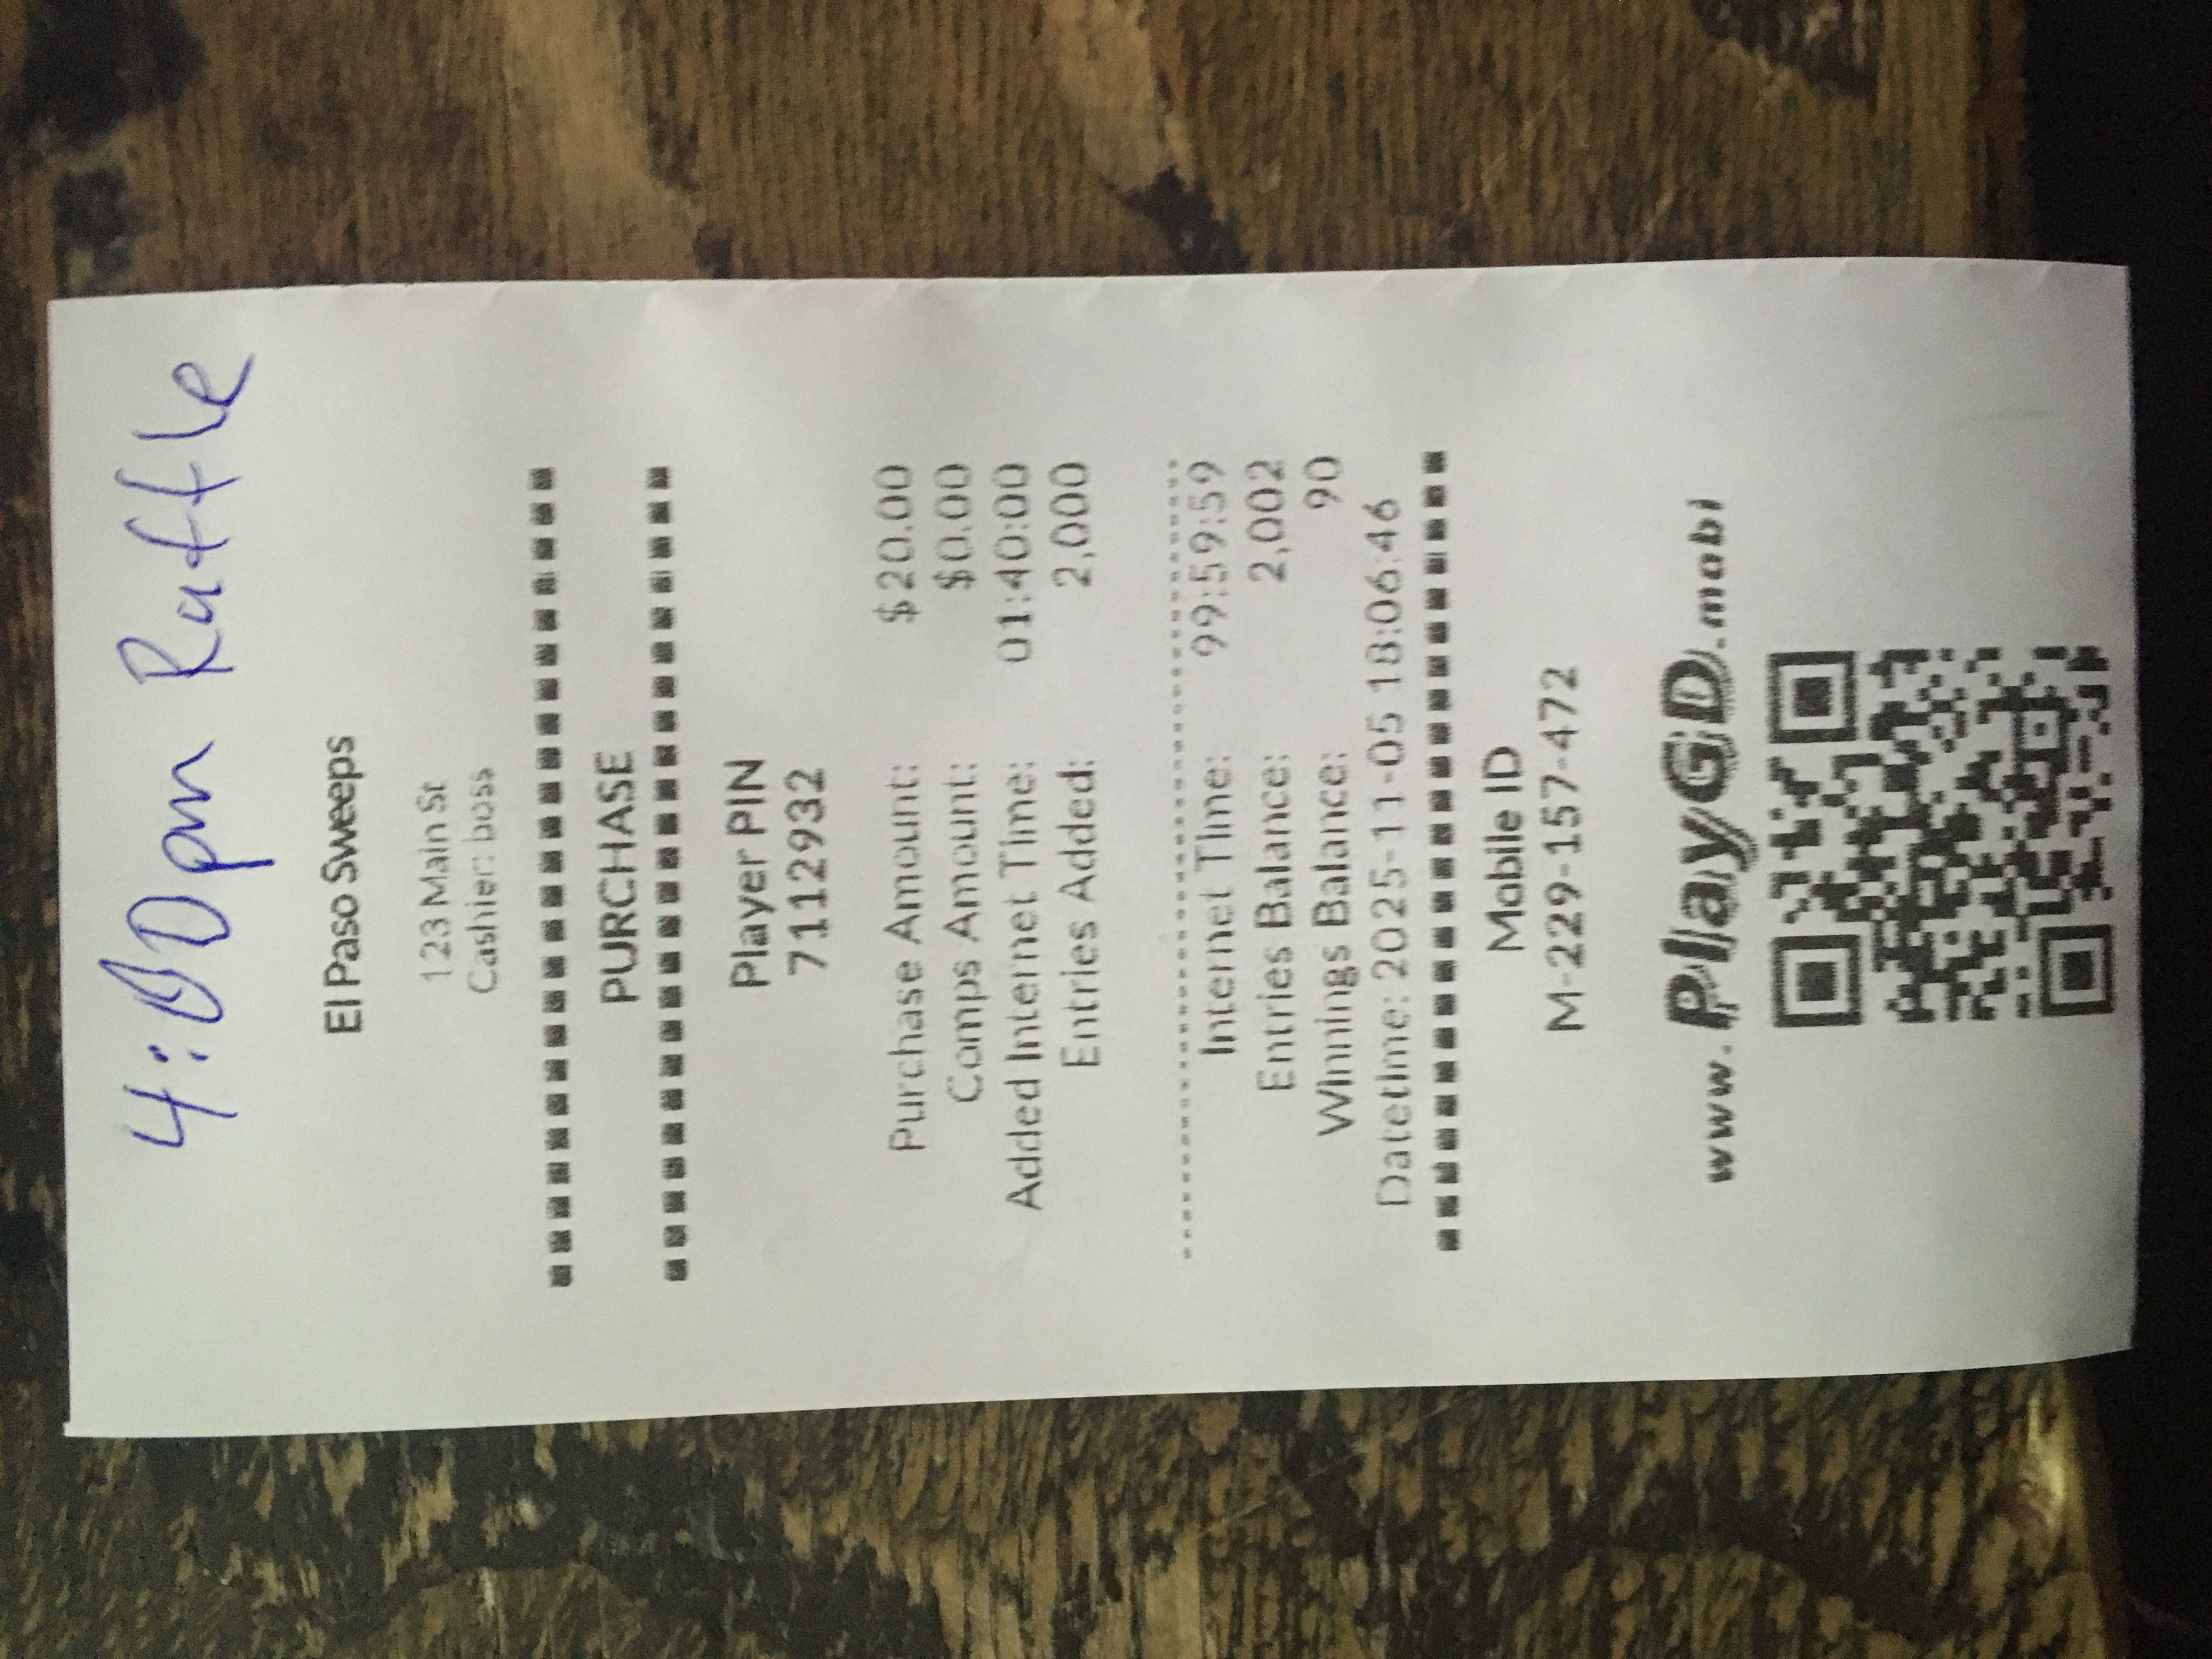 4:00pm Raffle
El Paso Sweeps
123 Main St
Cashier: boss
PURCHASE
Player PIN
7112932
Purchase Amount: $20.00
Comps Amount: $0.00
Added Internet Time: 01:40:00
Entries Added: 2,000
Internet Time: 99:59:59
Entries Balance: 2,002
Winnings Balance: 90
Datetime: 2025-11-05 18:06:46
Mobile ID
M-229-157-472
www.PlayGD.mobi